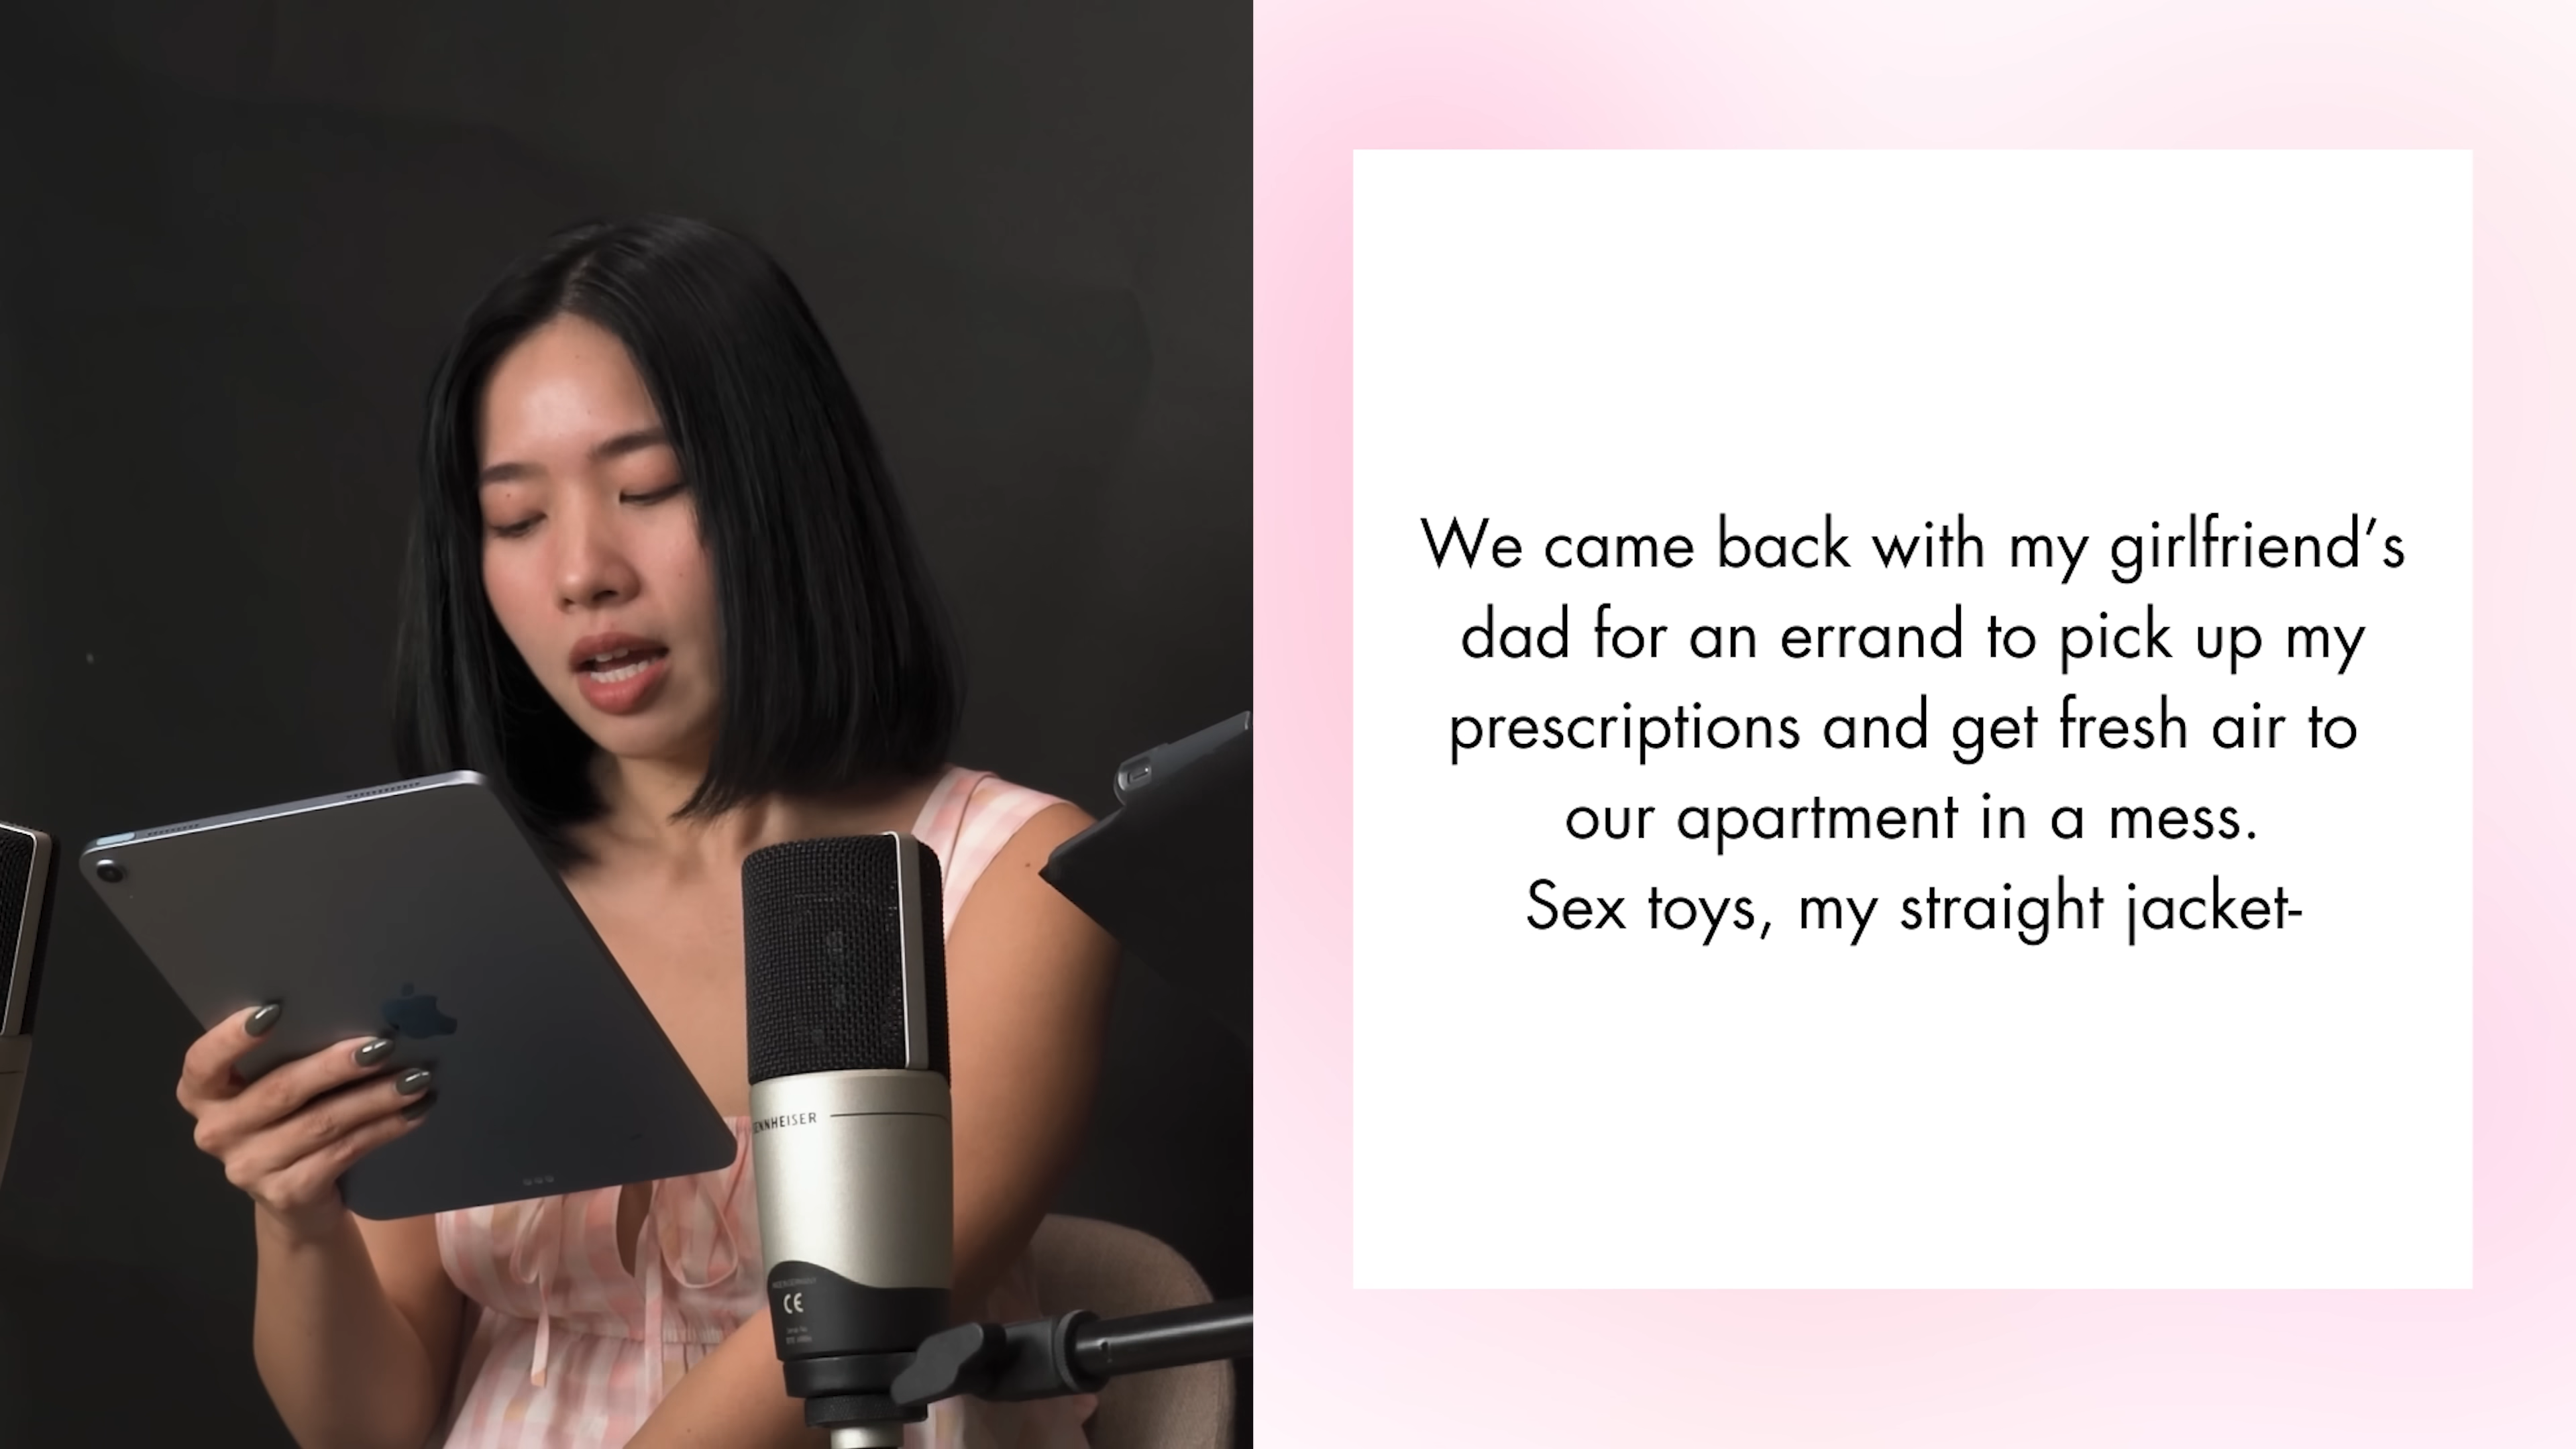 We came back with my girlfriend’s
dad for an errand to pick up my
prescriptions and get fresh air to
our apartment in a mess.
Sex toys, my straight jacket-
ENNHEISER
CE